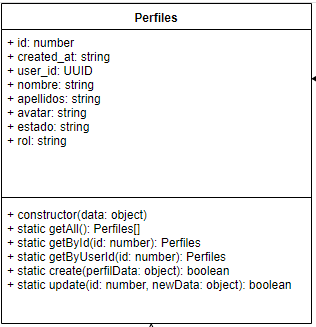 Perfiles
+ id: number
+ created_at: string
+ user_id: UUID
+ nombre: string
+ apellidos: string
+ avatar: string
+ estado: string
+ rol: string
+ constructor(data: object)
+ static getAll(): Perfiles[]
+ static getById(id: number): Perfiles
+ static getByUserId(id: number): Perfiles
+ static create(perfilData: object): boolean
+ static update(id: number, newData: object): boolean